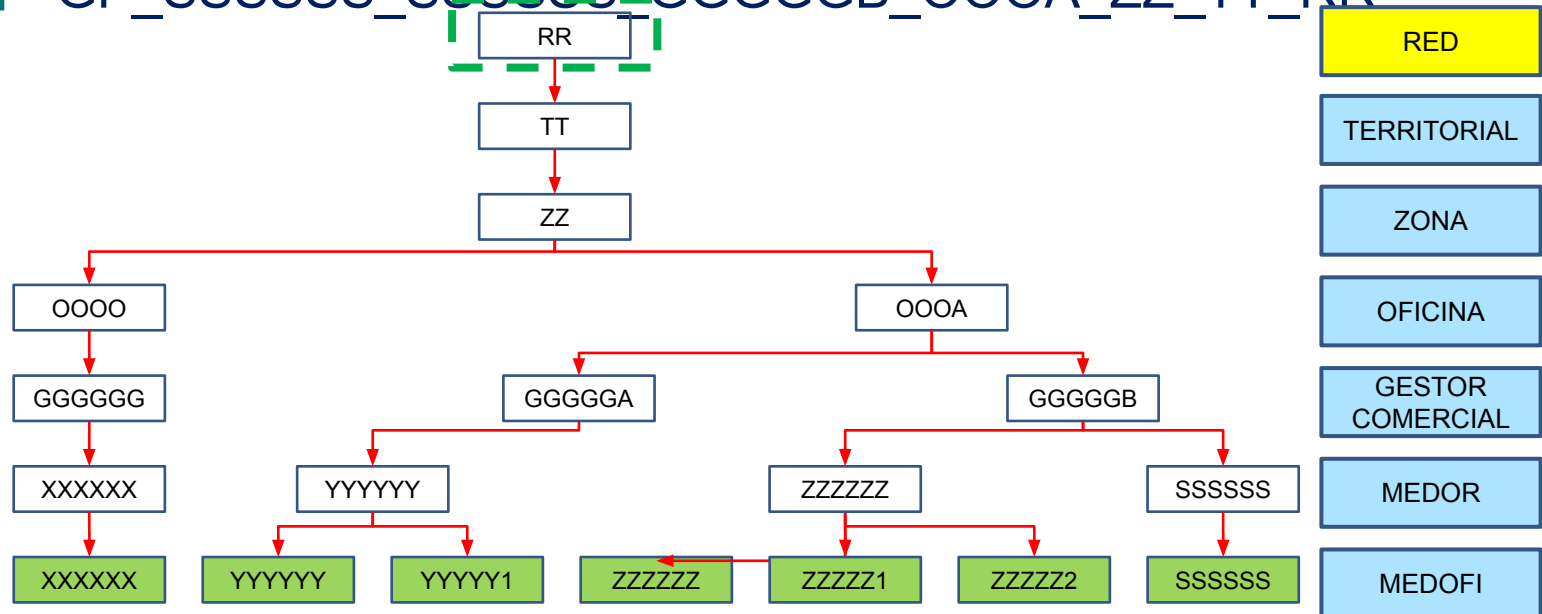 SSSSSS_SSSSSS_GGGGGB_OOOA_ZZ_TT_RR
RR
RED
TT
TERRITORIAL
ZZ
ZONA
OOOO
OOOA
OFICINA
GGGGGG
GGGGGA
GGGGGB
GESTOR
COMERCIAL
XXXXXX
YYYYYY
ZZZZZZ
SSSSSS
MEDOR
XXXXXX
YYYYYY
YYYYY1
ZZZZZZ
ZZZZZ1
ZZZZZ2
SSSSSS
MEDOFI